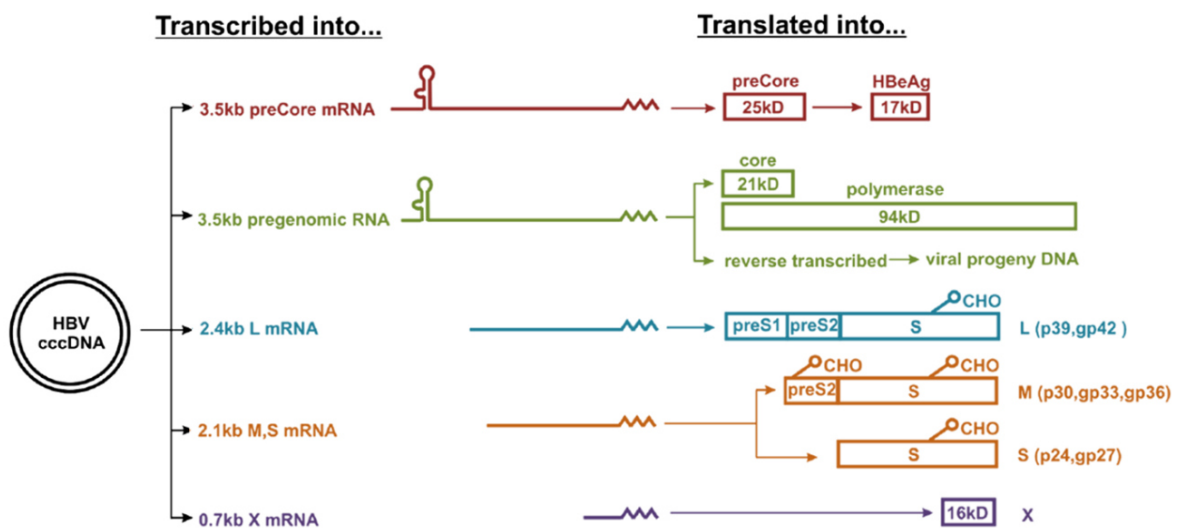 Transcribed into...
Translated into...
HBV
cccDNA
3.5kb preCore mRNA
preCore
25kD
HBeAg
17kD
3.5kb pregenomic RNA
core
21kD
polymerase
94kD
reverse transcribed
viral progeny DNA
2.4kb L mRNA
preS1
preS2
S
CHO
L (p39,gp42 )
2.1kb M,S mRNA
CHO
CHO
preS2
S
M (p30,gp33,gp36)
CHO
S
S (p24,gp27)
0.7kb X mRNA
16kD
X